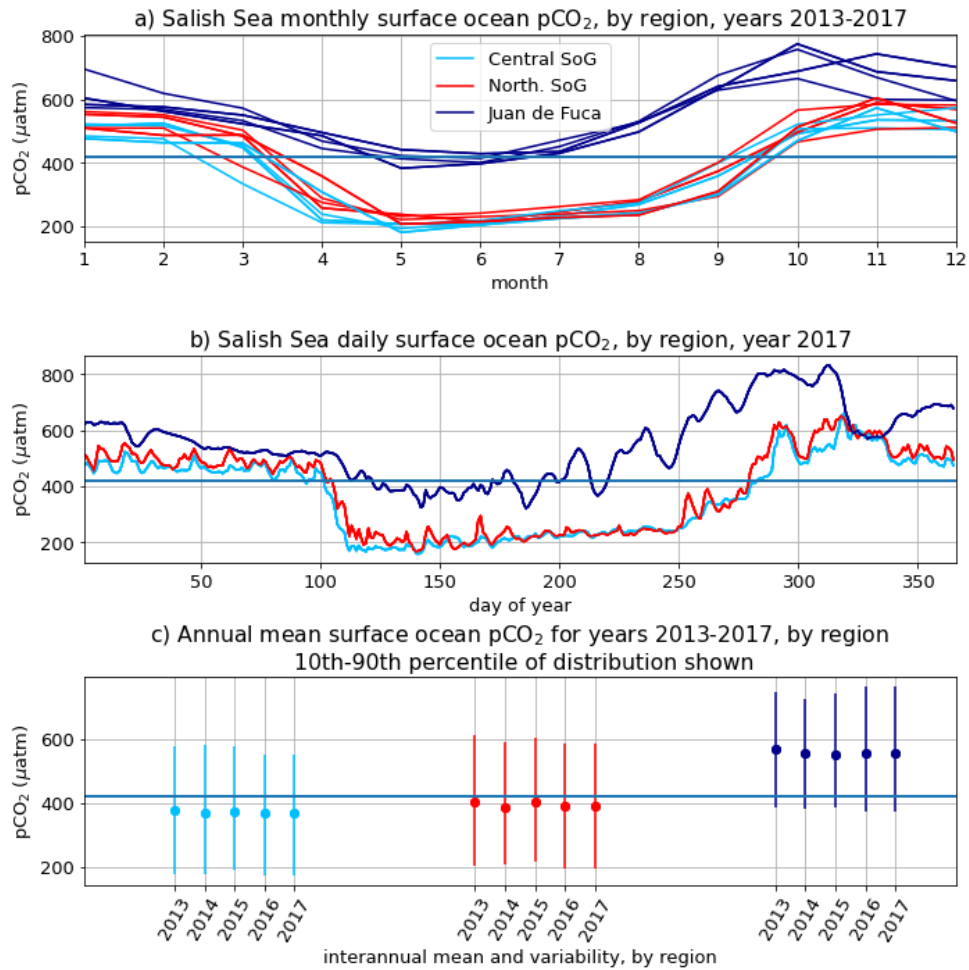 a) Salish Sea monthly surface ocean pCO₂, by region, years 2013-2017
800
600
400
200
pCO₂ (μatm)
Central SoG
North. SoG
Juan de Fuca
1 2 3 4 5 6 7 8 9 10 11 12
month
b) Salish Sea daily surface ocean pCO₂, by region, year 2017
800
600
400
200
pCO₂ (μatm)
50 100 150 200 250 300 350
day of year
c) Annual mean surface ocean pCO₂ for years 2013-2017, by region
10th-90th percentile of distribution shown
600
400
200
pCO₂ (μatm)
2013 2014 2015 2016 2017 2013 2014 2015 2016 2017 2013 2014 2015 2016 2017
interannual mean and variability, by region